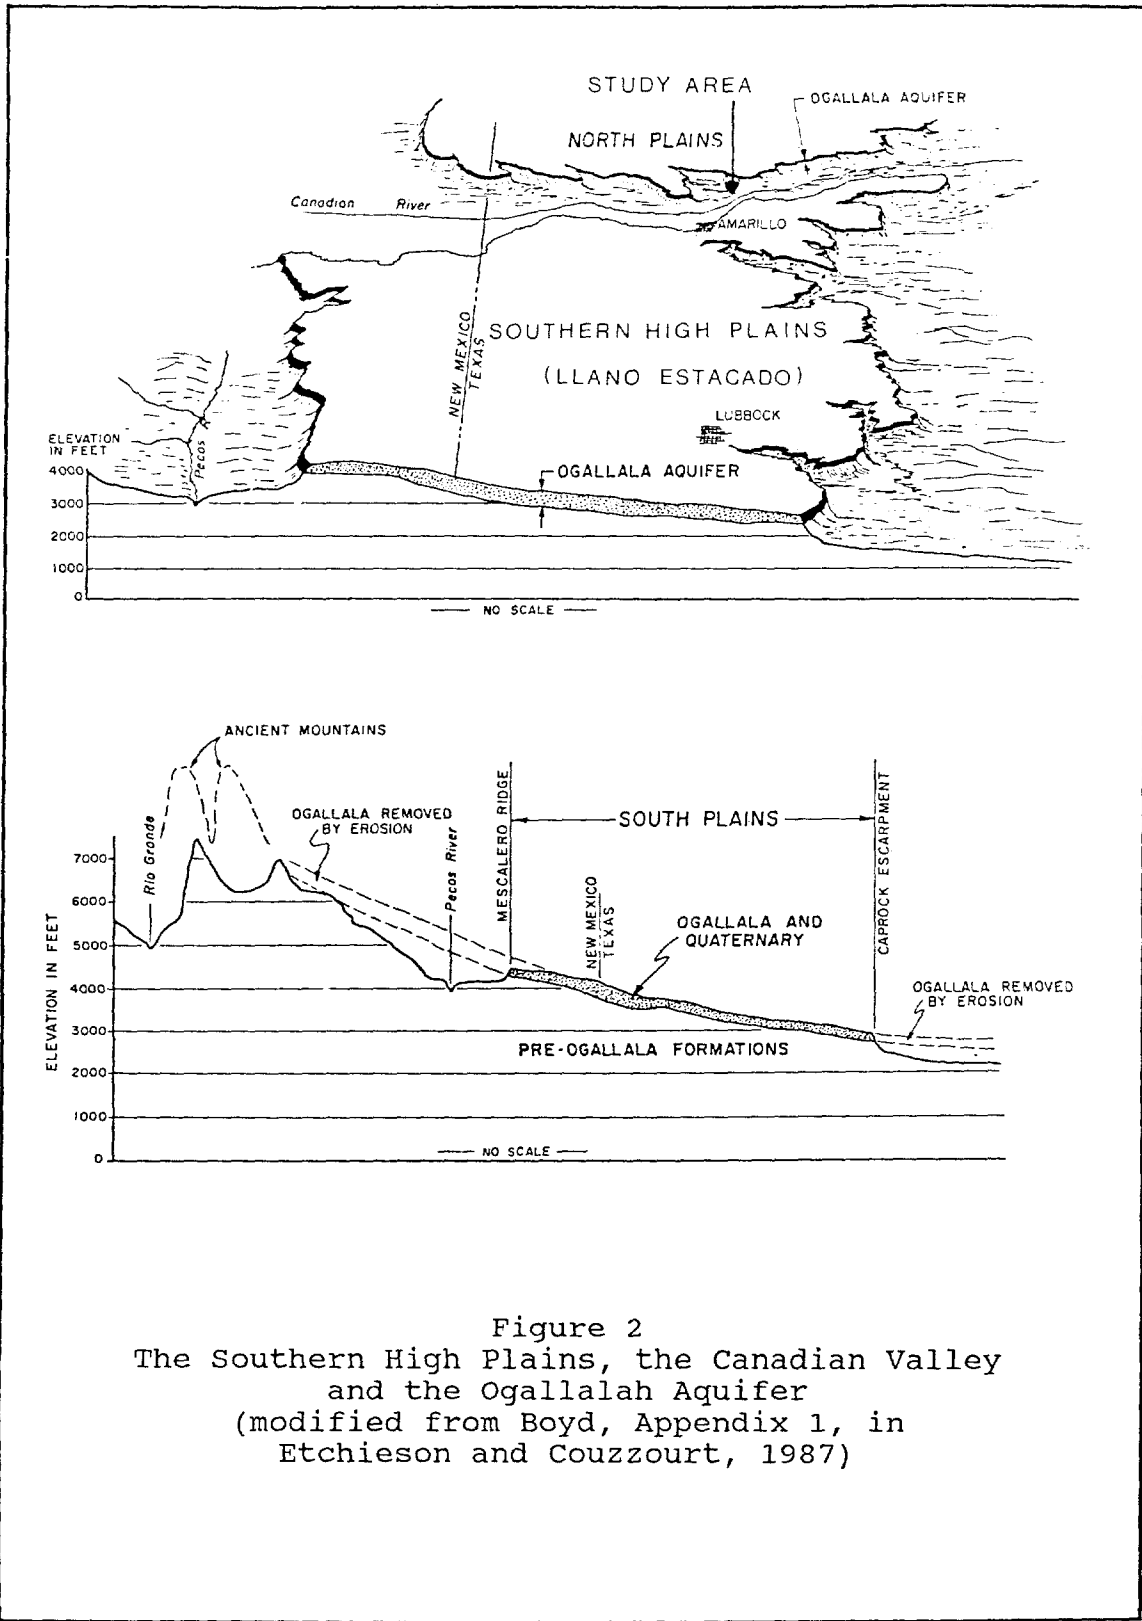 STUDY AREA
OGALLALA AQUIFER
NORTH PLAINS
Canadian River
AMARILLO
NEW MEXICO
TEXAS
SOUTHERN HIGH PLAINS
(LLANO ESTACADO)
LUBBOCK
ELEVATION
IN FEET
Pecos R.
4000
3000
2000
1000
0
OGALLALA AQUIFER
NO SCALE
ANCIENT MOUNTAINS
Rio Grande
OGALLALA REMOVED
BY EROSION
Pecos River
MESCALERO RIDGE
SOUTH PLAINS
CAPROCK ESCARPMENT
NEW MEXICO
TEXAS
OGALLALA AND
QUATERNARY
OGALLALA REMOVED
BY EROSION
PRE-OGALLALA FORMATIONS
ELEVATION IN FEET
7000
6000
5000
4000
3000
2000
1000
0
NO SCALE
Figure 2
The Southern High Plains, the Canadian Valley
and the Ogallalah Aquifer
(modified from Boyd, Appendix 1, in
Etchieson and Couzzourt, 1987)